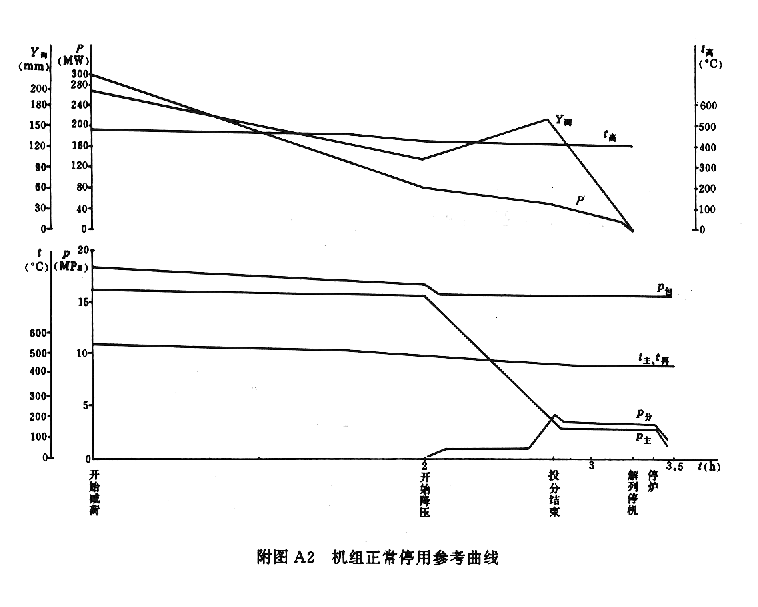 Y高 P t高
(mm) (MW) (°C)
300
200 280
180 240 600
150 200 500
120 160 400
90 120 300
60 80 200
30 40 100
0 0 0
Y高
t高
P
t p 20
(°C) (MPa)
15
600
500 10
400
300
200 5
100
0 0
p包
t主、t再
p分
p主
2 3 3.5 t(h)
开始减荷
开始降压
投分结束
解列停机
停炉
附图 A2 机组正常停用参考曲线